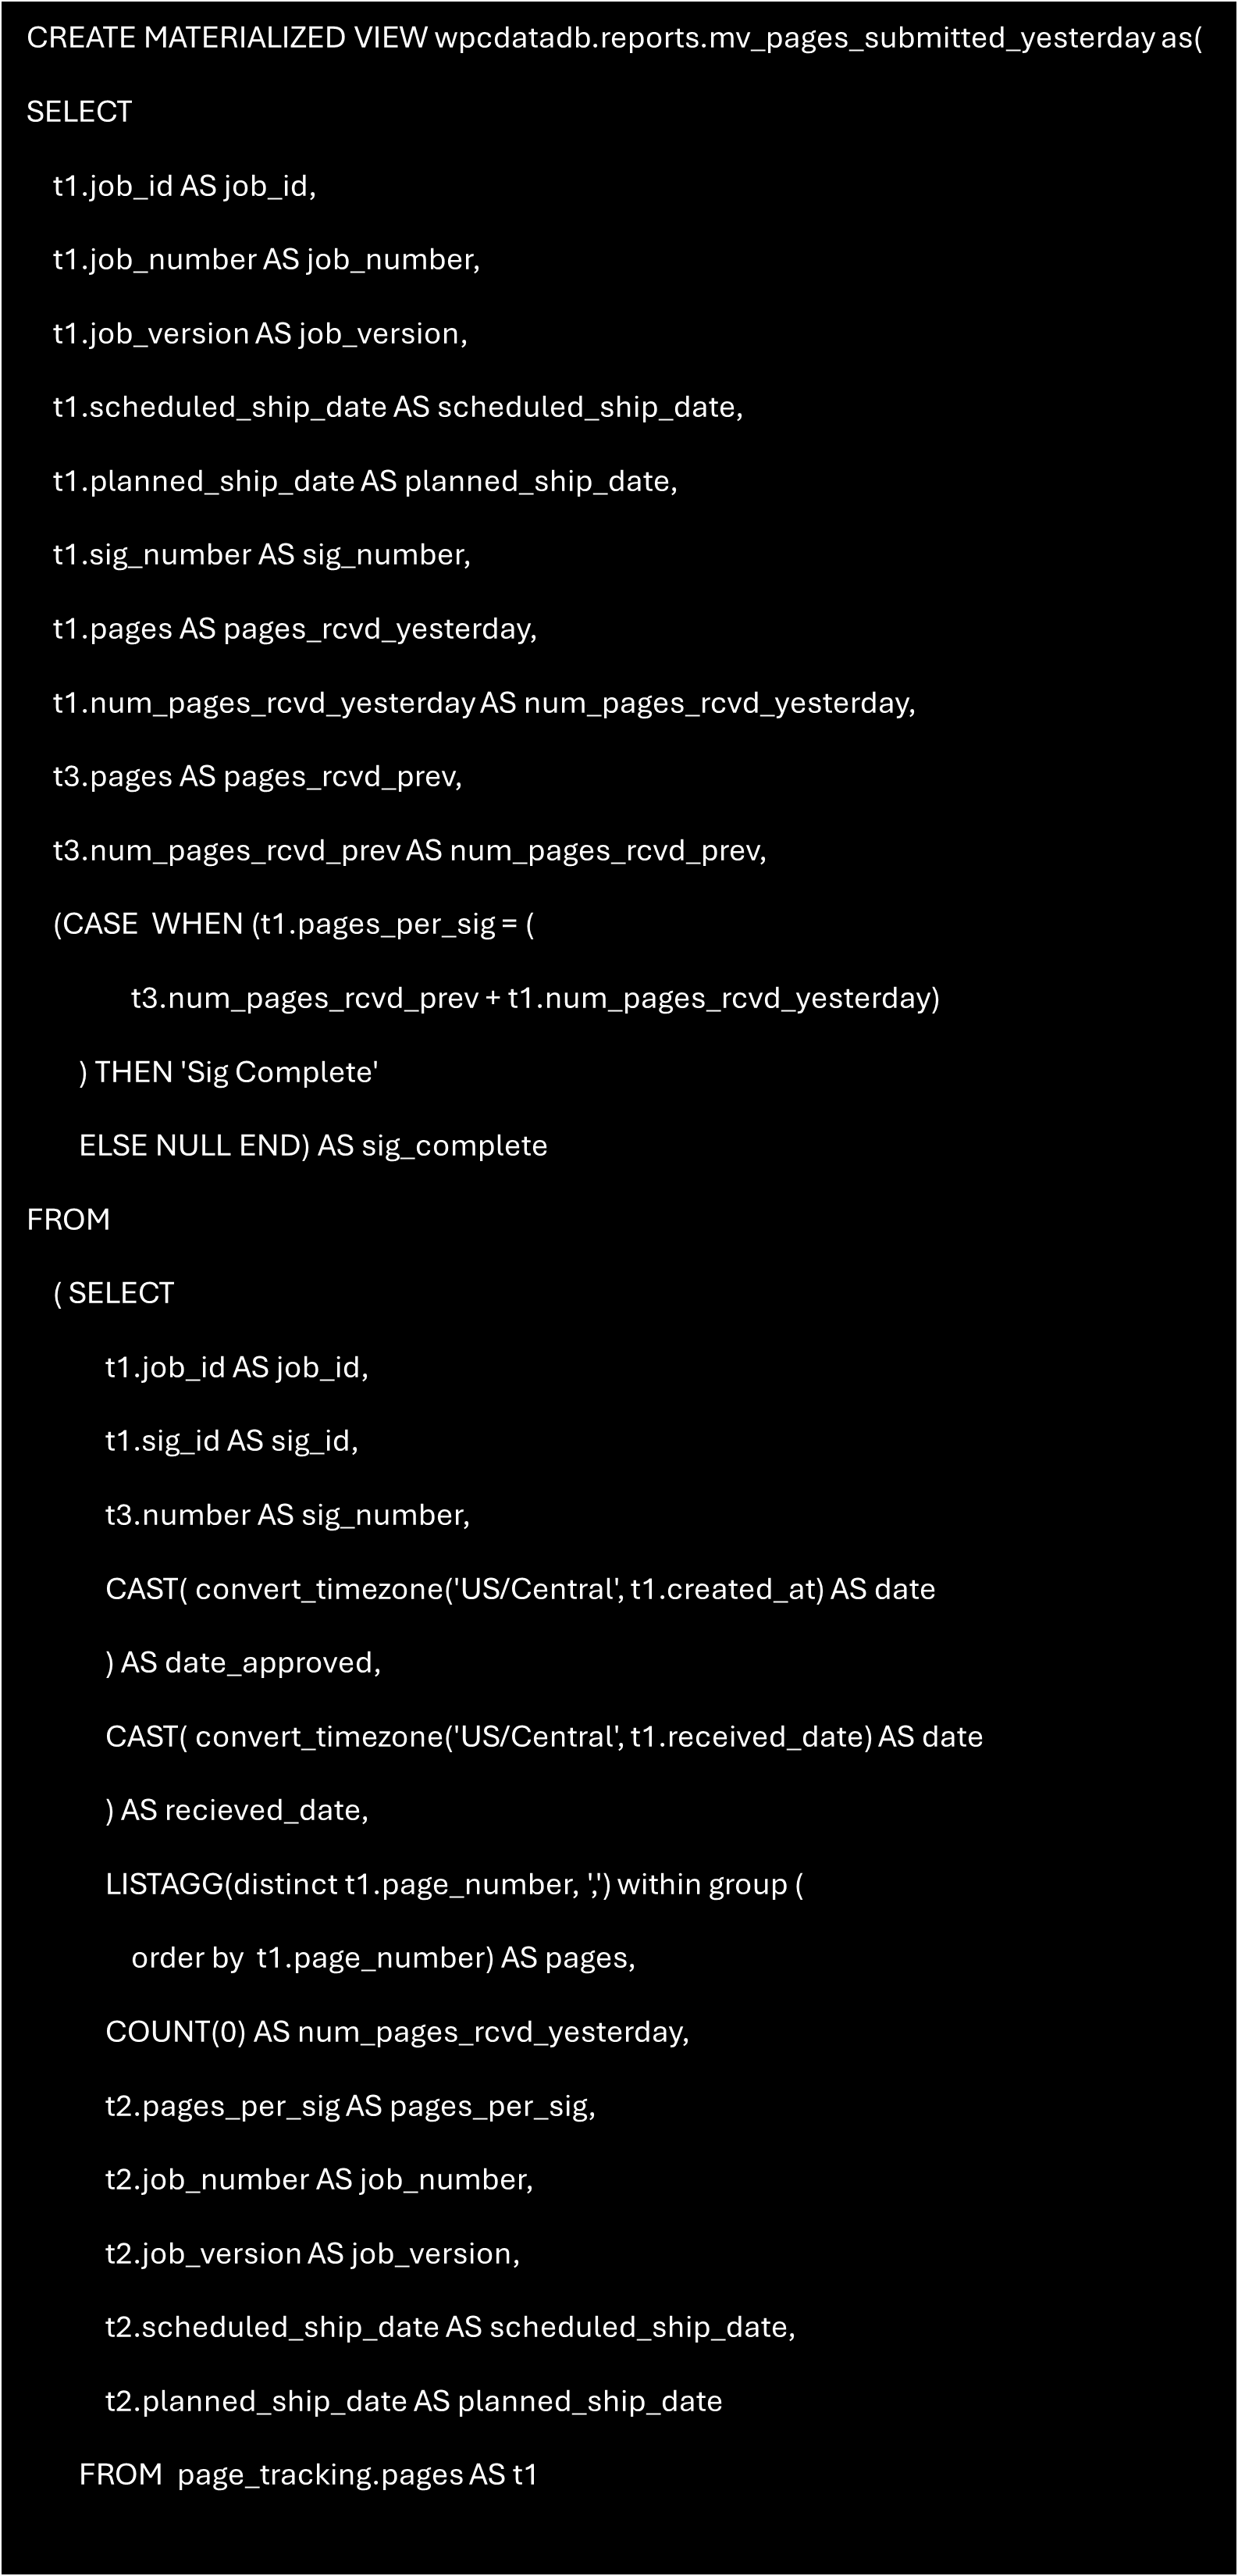 CREATE MATERIALIZED VIEW wpcdatadb.reports.mv_pages_submitted_yesterday as(
SELECT
t1.job_id AS job_id,
t1.job_number AS job_number,
t1.job_version AS job_version,
t1.scheduled_ship_date AS scheduled_ship_date,
t1.planned_ship_date AS planned_ship_date,
t1.sig_number AS sig_number,
t1.pages AS pages_rcvd_yesterday,
t1.num_pages_rcvd_yesterday AS num_pages_rcvd_yesterday,
t3.pages AS pages_rcvd_prev,
t3.num_pages_rcvd_prev AS num_pages_rcvd_prev,
(CASE  WHEN (t1.pages_per_sig = (
t3.num_pages_rcvd_prev + t1.num_pages_rcvd_yesterday)
) THEN 'Sig Complete'
ELSE NULL END) AS sig_complete
FROM
( SELECT
t1.job_id AS job_id,
t1.sig_id AS sig_id,
t3.number AS sig_number,
CAST( convert_timezone('US/Central', t1.created_at) AS date
) AS date_approved,
CAST( convert_timezone('US/Central', t1.received_date) AS date
) AS recieved_date,
LISTAGG(distinct t1.page_number, ',') within group (
order by  t1.page_number) AS pages,
COUNT(0) AS num_pages_rcvd_yesterday,
t2.pages_per_sig AS pages_per_sig,
t2.job_number AS job_number,
t2.job_version AS job_version,
t2.scheduled_ship_date AS scheduled_ship_date,
t2.planned_ship_date AS planned_ship_date
FROM  page_tracking.pages AS t1